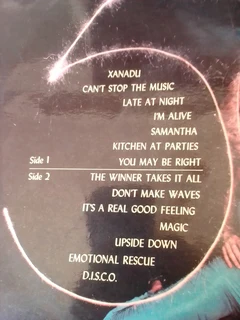 XANADU
CAN'T STOP THE MUSIC
LATE AT NIGHT
I'M ALIVE
SAMANTHA
KITCHEN AT PARTIES
Side 1 YOU MAY BE RIGHT
Side 2 THE WINNER TAKES IT ALL
DON'T MAKE WAVES
IT'S A REAL GOOD FEELING
MAGIC
UPSIDE DOWN
EMOTIONAL RESCUE
D.I.S.C.O.